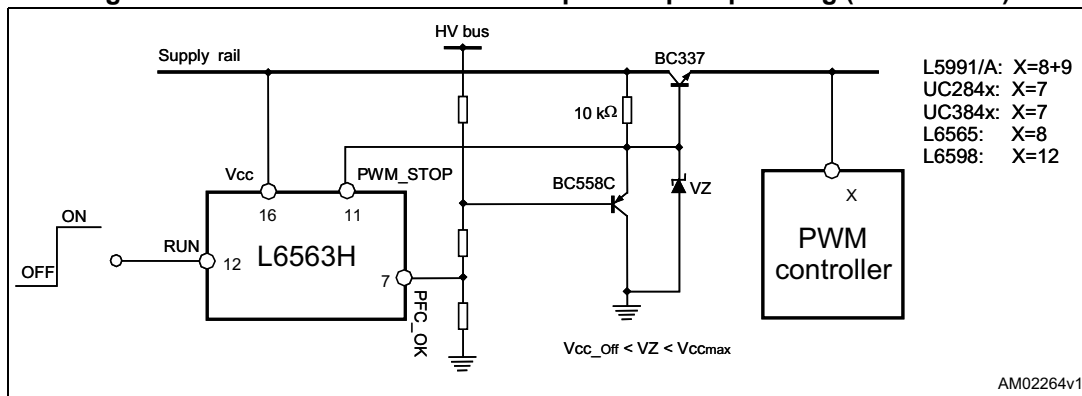 HV bus
Supply rail
BC337
10 kΩ
L5991/A: X=8+9
UC284x: X=7
UC384x: X=7
L6565: X=8
L6598: X=12
Vcc
PWM_STOP
BC558C
VZ
16
11
X
ON
OFF
RUN
12
L6563H
7
PFC_OK
PWM
controller
Vcc_Off < VZ < Vccmax
AM02264v1